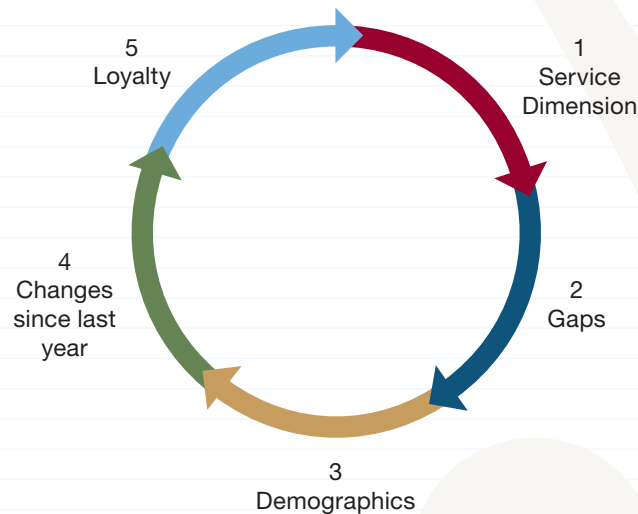 1
Service
Dimension
2
Gaps
3
Demographics
4
Changes
since last
year
5
Loyalty